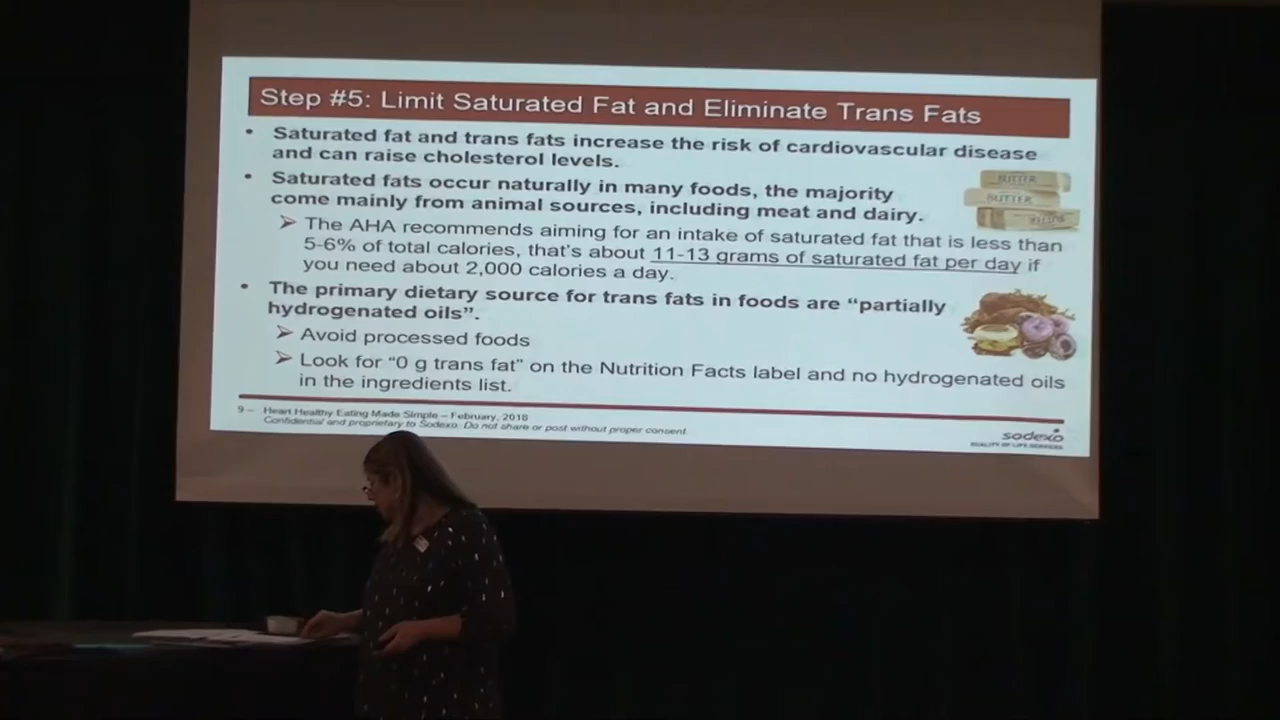 Step #5: Limit Saturated Fat and Eliminate Trans Fats
• Saturated fat and trans fats increase the risk of cardiovascular disease
and can raise cholesterol levels.
• Saturated fats occur naturally in many foods, the majority
come mainly from animal sources, including meat and dairy.
BUTTER
BUTTER
BUTTER
➢ The AHA recommends aiming for an intake of saturated fat that is less than
5-6% of total calories, that's about 11-13 grams of saturated fat per day if
you need about 2,000 calories a day.
• The primary dietary source for trans fats in foods are “partially
hydrogenated oils”.
➢ Avoid processed foods
➢ Look for “0 g trans fat” on the Nutrition Facts label and no hydrogenated oils
in the ingredients list.
9 – Heart Healthy Eating Made Simple – February, 2018
Confidential and proprietary to Sodexo. Do not share or post without proper consent.
sodexo
QUALITY OF LIFE SERVICES